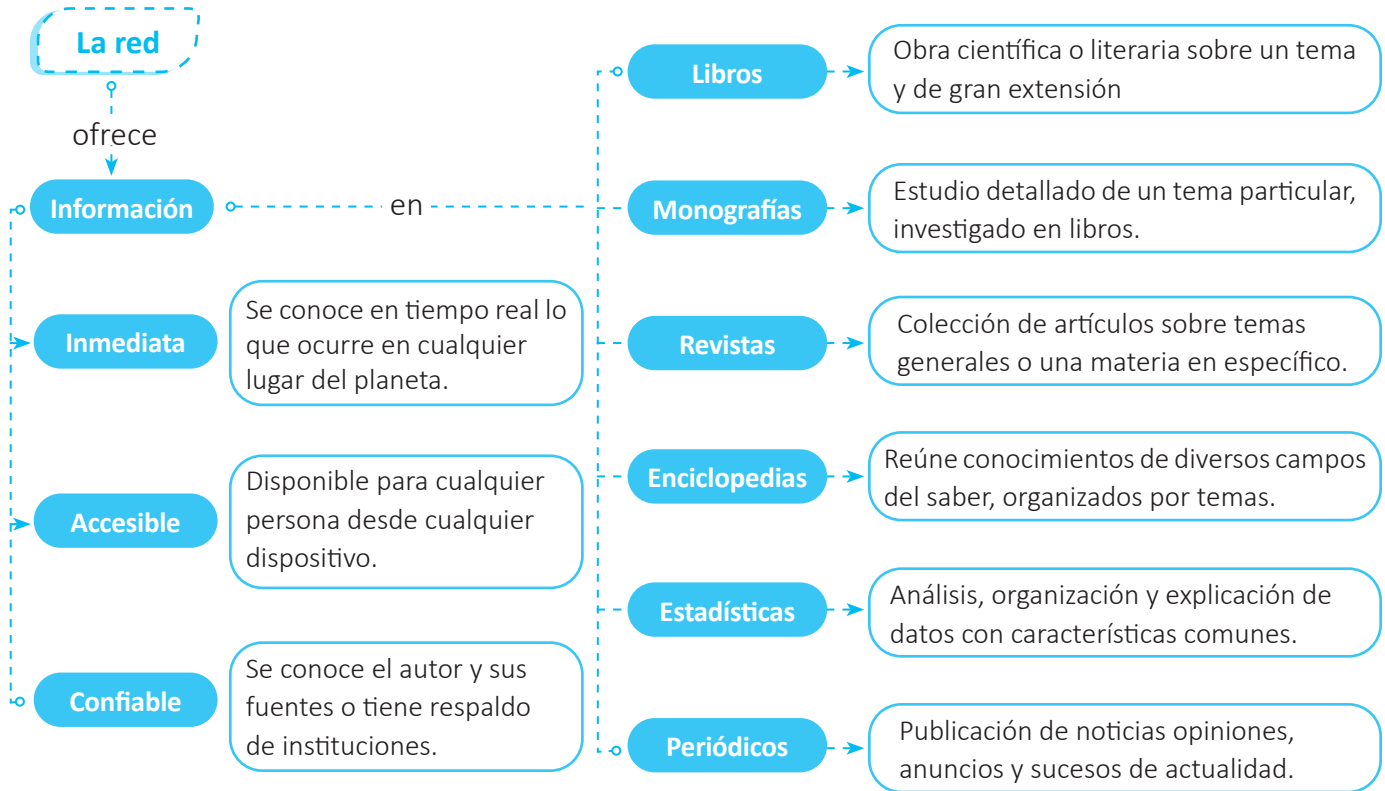 La red
ofrece
Información
en
Inmediata
Se conoce en tiempo real lo
que ocurre en cualquier
lugar del planeta.
Accesible
Disponible para cualquier
persona desde cualquier
dispositivo.
Confiable
Se conoce el autor y sus
fuentes o tiene respaldo
de instituciones.
Libros
Obra científica o literaria sobre un tema
y de gran extensión
Monografías
Estudio detallado de un tema particular,
investigado en libros.
Revistas
Colección de artículos sobre temas
generales o una materia en específico.
Enciclopedias
Reúne conocimientos de diversos campos
del saber, organizados por temas.
Estadísticas
Análisis, organización y explicación de
datos con características comunes.
Periódicos
Publicación de noticias opiniones,
anuncios y sucesos de actualidad.